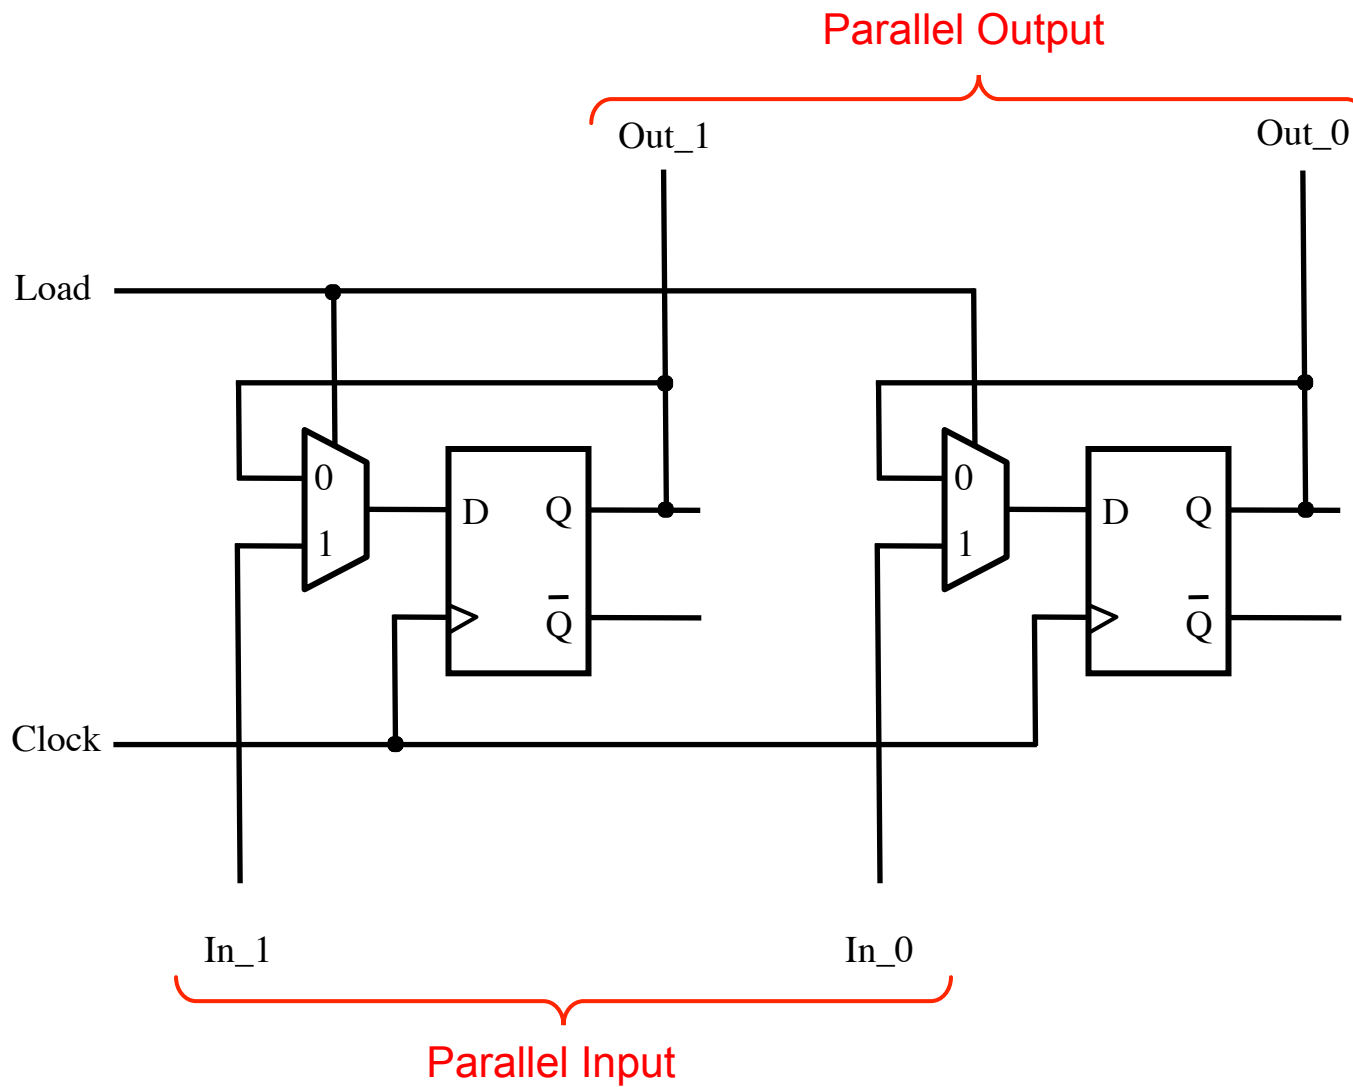 Parallel Output
Out_1
Out_0
Load
0
D
Q
0
D
Q
1
1
Q
Q
Clock
In_1
In_0
Parallel Input